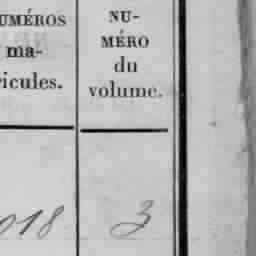 UMÉROS
ma-
ricules.
NU-
MÉRO
du
volume.
018
3